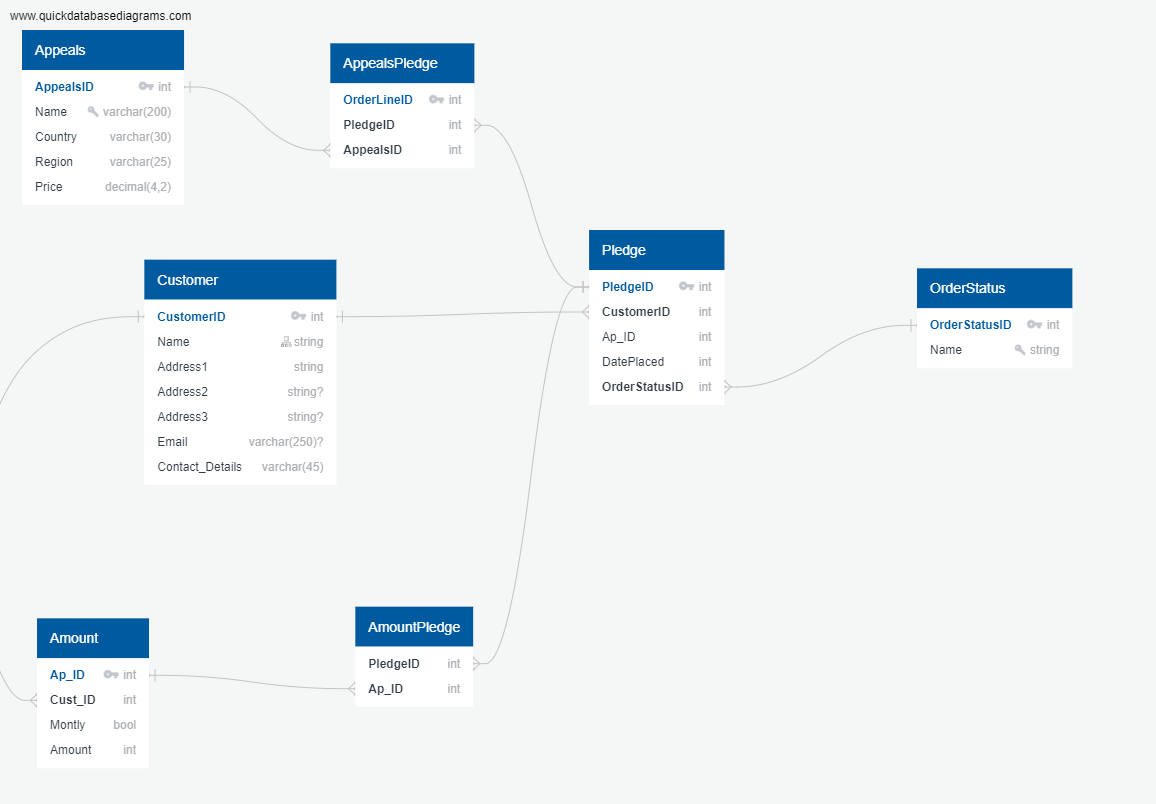 www.quickdatabasediagrams.com
Appeals
AppealsID int
Name varchar(200)
Country varchar(30)
Region varchar(25)
Price decimal(4,2)
AppealsPledge
OrderLineID int
PledgeID int
AppealsID int
Customer
CustomerID int
Name string
Address1 string
Address2 string?
Address3 string?
Email varchar(250)?
Contact_Details varchar(45)
Pledge
PledgeID int
CustomerID int
Ap_ID int
DatePlaced int
OrderStatusID int
OrderStatus
OrderStatusID int
Name string
Amount
Ap_ID int
Cust_ID int
Montly bool
Amount int
AmountPledge
PledgeID int
Ap_ID int